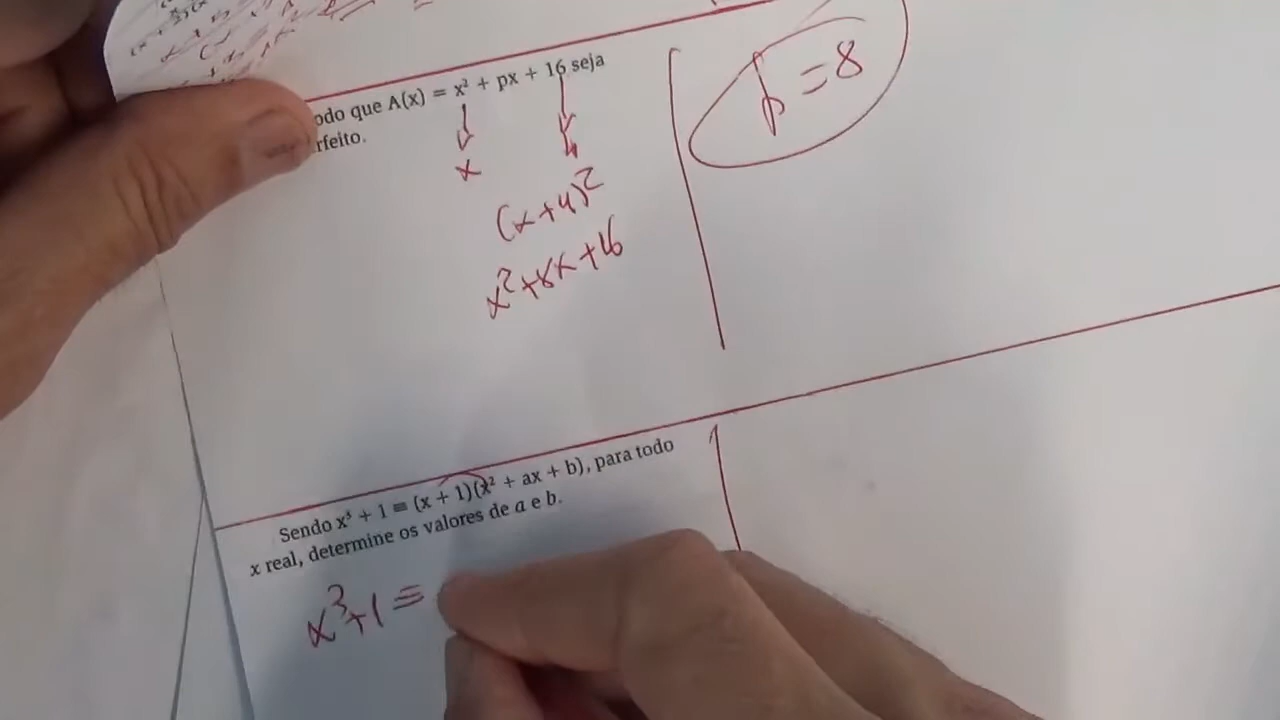 odo que A(x) = x² + px + 16 seja
rfeito.
x
4
(x+4)²
x²+8x+16
p=8
Sendo x³ + 1 ≡ (x + 1)(x² + ax + b), para todo
x real, determine os valores de a e b.
x³+1≡